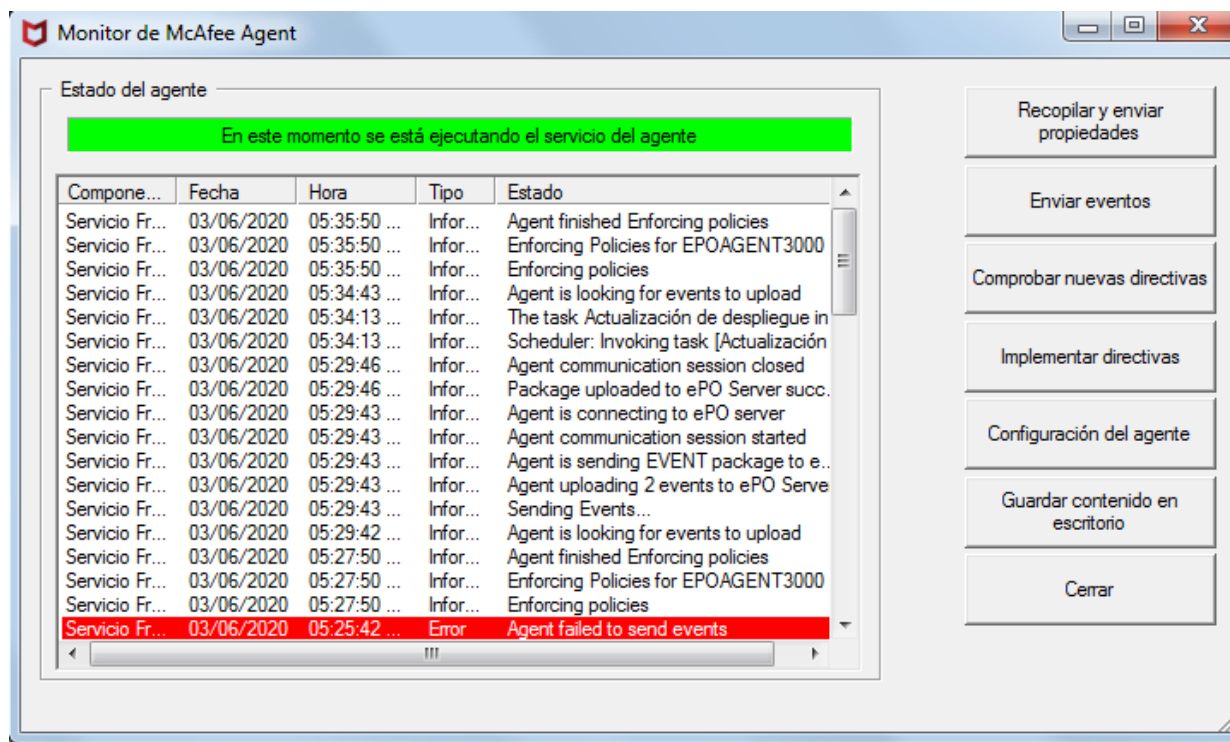 Monitor de McAfee Agent
Estado del agente
En este momento se está ejecutando el servicio del agente
Compone... Fecha Hora Tipo Estado
Servicio Fr... 03/06/2020 05:35:50 ... Infor... Agent finished Enforcing policies
Servicio Fr... 03/06/2020 05:35:50 ... Infor... Enforcing Policies for EPOAGENT3000
Servicio Fr... 03/06/2020 05:35:50 ... Infor... Enforcing policies
Servicio Fr... 03/06/2020 05:34:43 ... Infor... Agent is looking for events to upload
Servicio Fr... 03/06/2020 05:34:13 ... Infor... The task Actualización de despliegue in
Servicio Fr... 03/06/2020 05:34:13 ... Infor... Scheduler: Invoking task [Actualización
Servicio Fr... 03/06/2020 05:29:46 ... Infor... Agent communication session closed
Servicio Fr... 03/06/2020 05:29:46 ... Infor... Package uploaded to ePO Server succ.
Servicio Fr... 03/06/2020 05:29:43 ... Infor... Agent is connecting to ePO server
Servicio Fr... 03/06/2020 05:29:43 ... Infor... Agent communication session started
Servicio Fr... 03/06/2020 05:29:43 ... Infor... Agent is sending EVENT package to e..
Servicio Fr... 03/06/2020 05:29:43 ... Infor... Agent uploading 2 events to ePO Serve
Servicio Fr... 03/06/2020 05:29:43 ... Infor... Sending Events...
Servicio Fr... 03/06/2020 05:29:42 ... Infor... Agent is looking for events to upload
Servicio Fr... 03/06/2020 05:27:50 ... Infor... Agent finished Enforcing policies
Servicio Fr... 03/06/2020 05:27:50 ... Infor... Enforcing Policies for EPOAGENT3000
Servicio Fr... 03/06/2020 05:27:50 ... Infor... Enforcing policies
Servicio Fr... 03/06/2020 05:25:42 ... Error Agent failed to send events
Recopilar y enviar
propiedades
Enviar eventos
Comprobar nuevas directivas
Implementar directivas
Configuración del agente
Guardar contenido en
escritorio
Cerrar